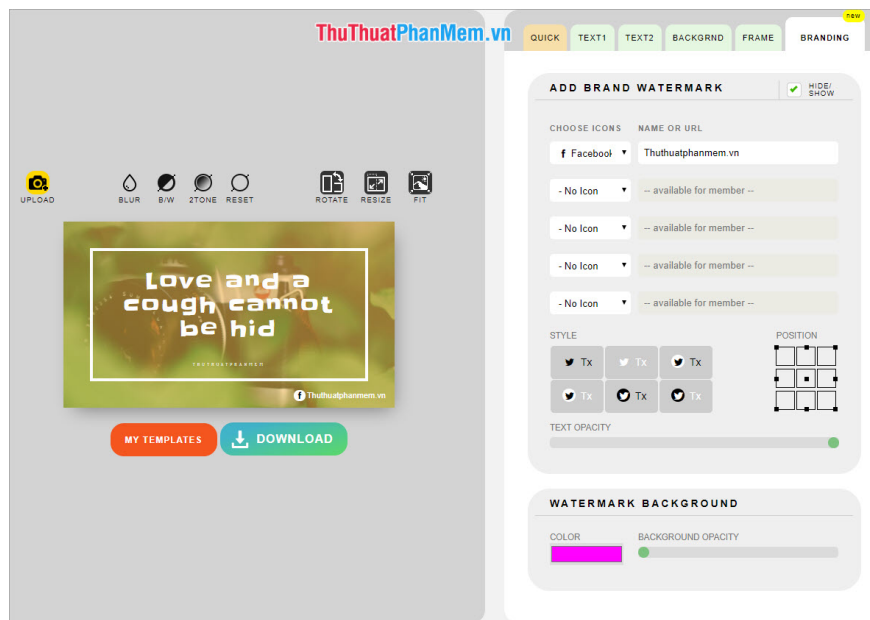 ThuThuatPhanMem.vn
new
QUICK TEXT1 TEXT2 BACKGRND FRAME BRANDING
ADD BRAND WATERMARK
HIDE/
SHOW
CHOOSE ICONS NAME OR URL
f Facebook Thuthuatphanmem.vn
- No Icon -- available for member --
- No Icon -- available for member --
- No Icon -- available for member --
- No Icon -- available for member --
STYLE POSITION
Tx Tx Tx
Tx Tx Tx
TEXT OPACITY
WATERMARK BACKGROUND
COLOR BACKGROUND OPACITY
UPLOAD BLUR B/W 2TONE RESET ROTATE RESIZE FIT
Love and a
cough cannot
be hid
THUTHUATPHANMEM
f Thuthuatphanmem.vn
MY TEMPLATES DOWNLOAD